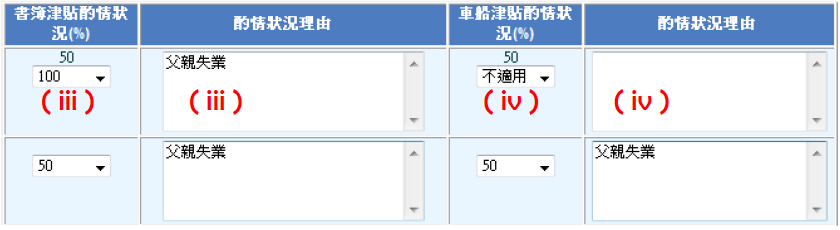 書簿津貼酌情狀況(%)
酌情狀況理由
車船津貼酌情狀況(%)
酌情狀況理由
50
100
( iii )
父親失業
( iii )
50
不適用
( iv )
( iv )
50
父親失業
50
父親失業